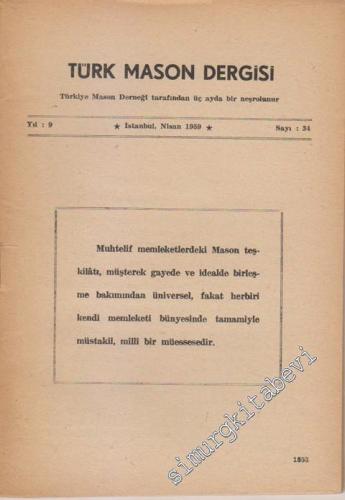 TÜRK MASON DERGİSİ
Türkiye Mason Derneği tarafından üç ayda bir neşrolunur
Yıl : 9 ★ İstanbul, Nisan 1959 ★ Sayı : 34
Muhtelif memleketlerdeki Mason teş-
kilâtı, müşterek gayede ve idealde birleş-
me bakımından üniversel, fakat herbiri
kendi memleketi bünyesinde tamamiyle
müstakil, milli bir müessesedir.
simurgkitabevi.com